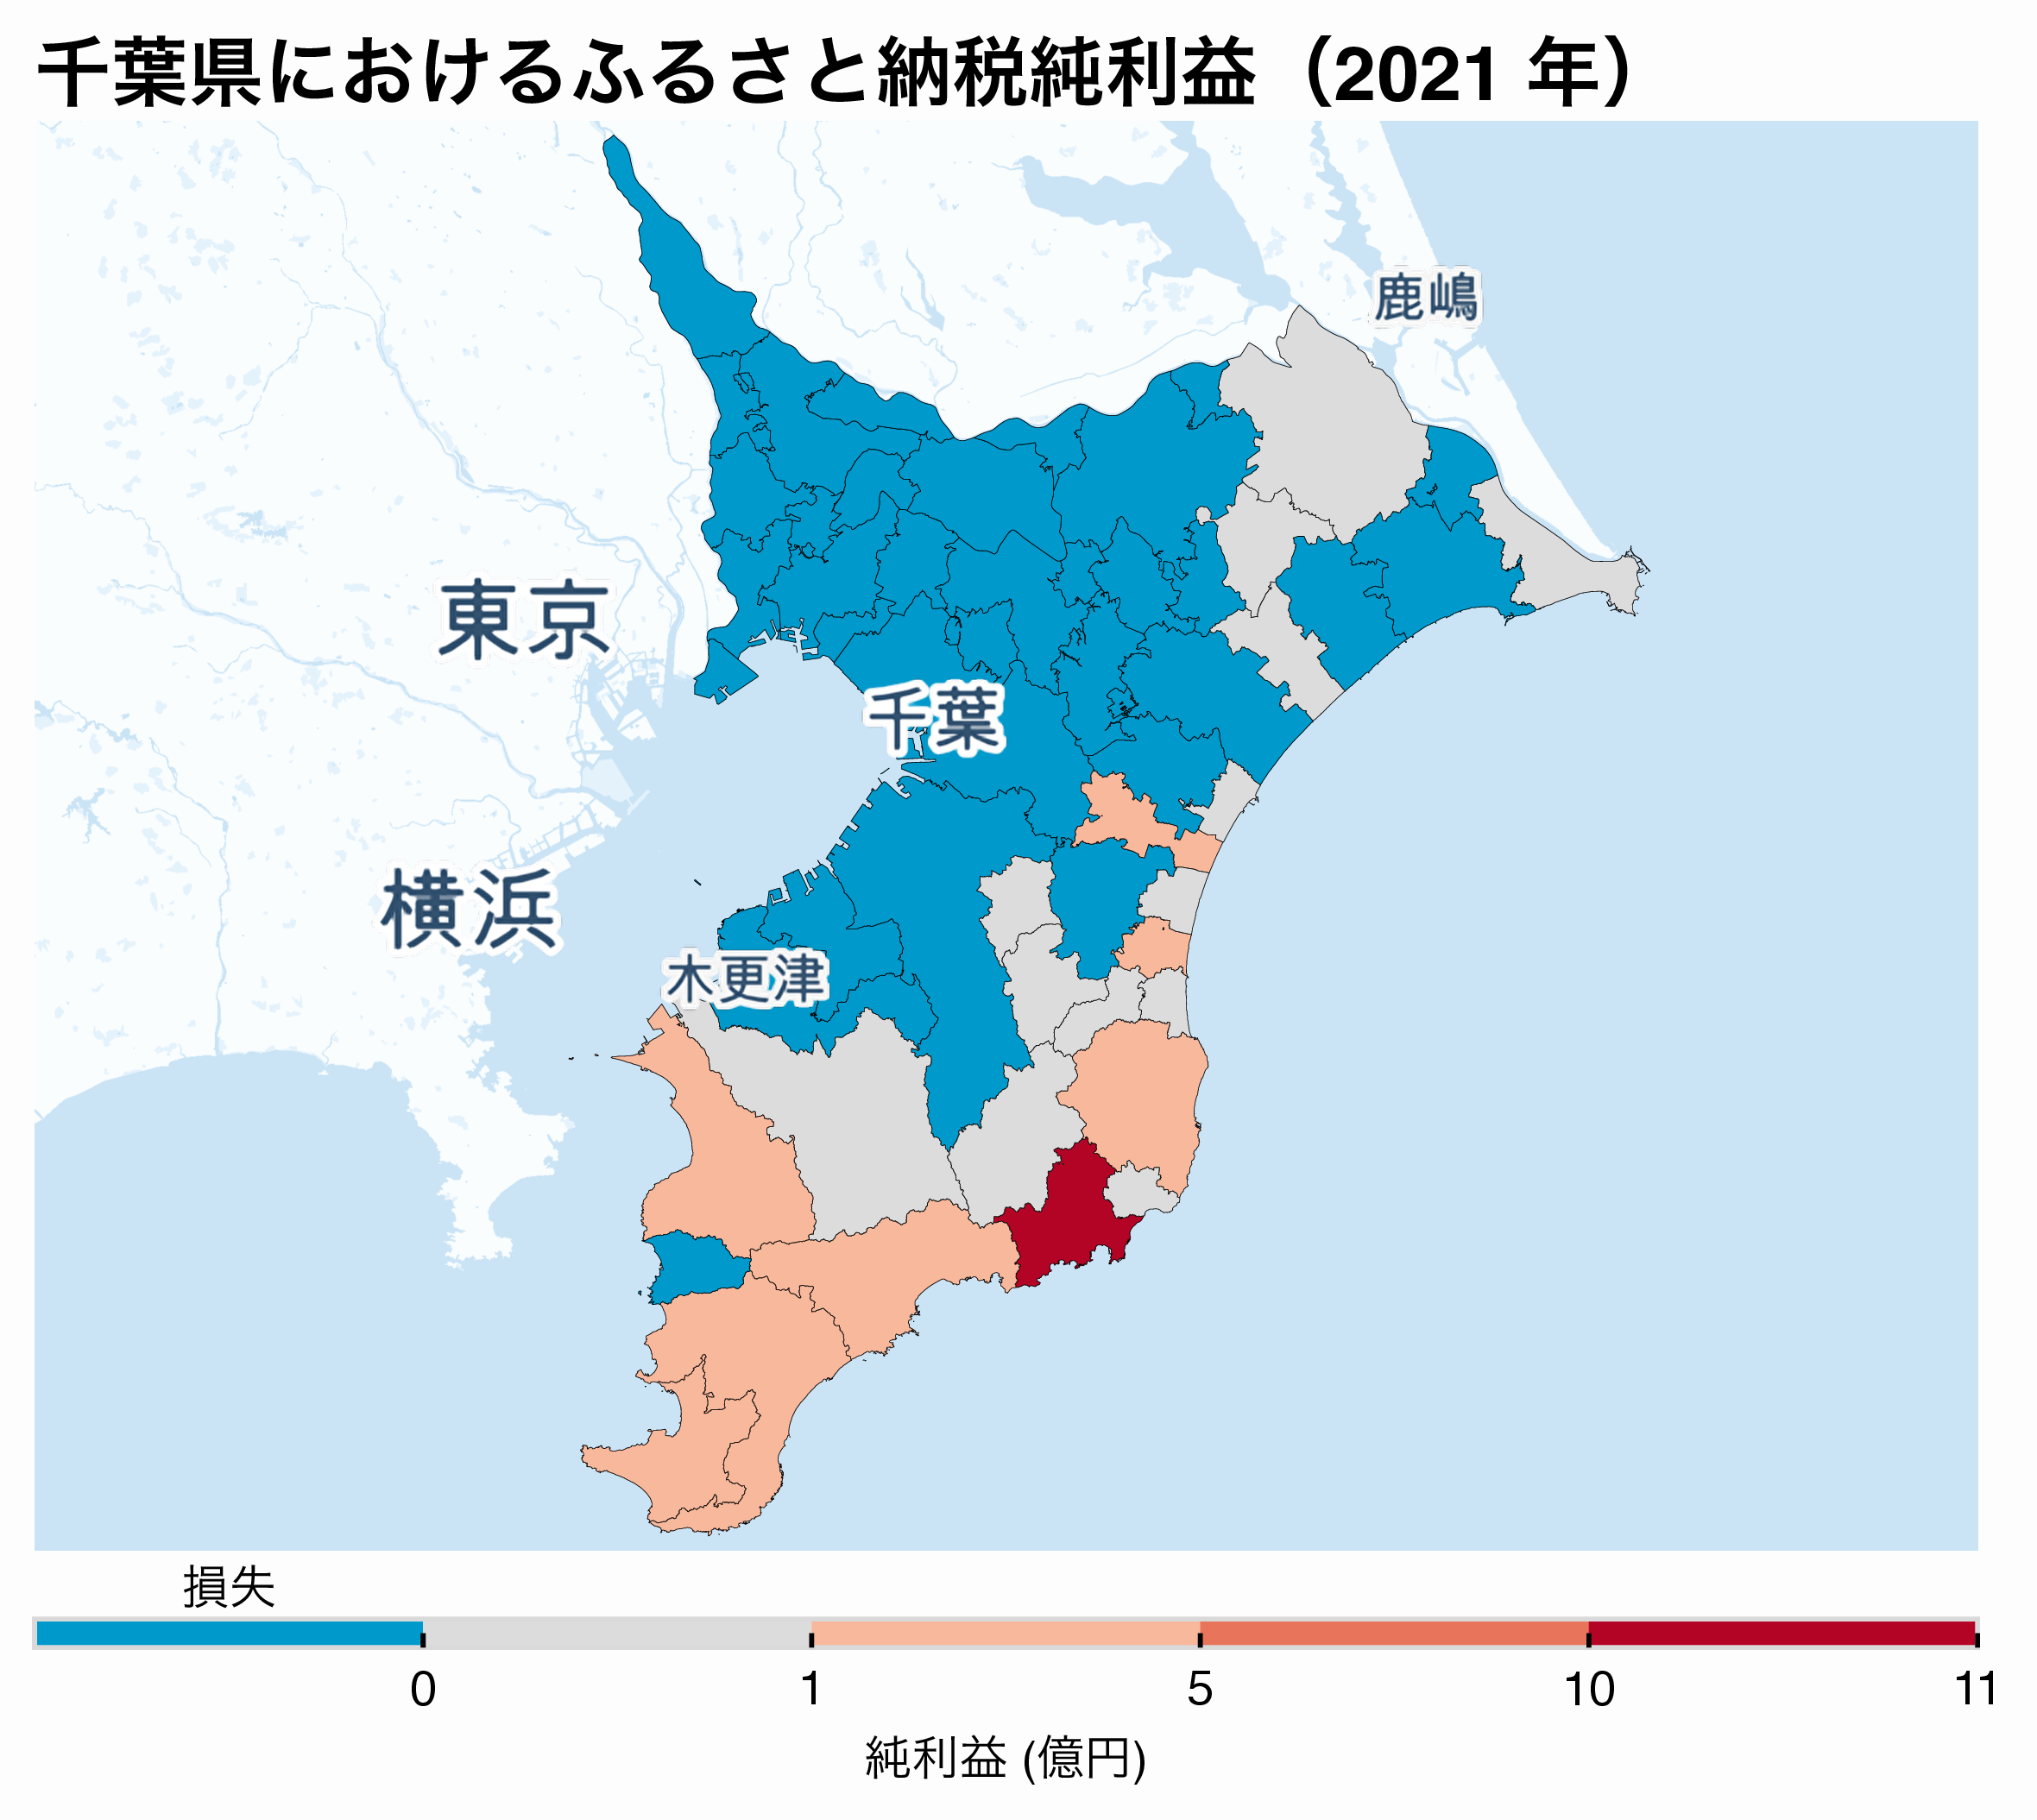 千葉県におけるふるさと納税純利益（2021 年）
鹿嶋
東京
千葉
横浜
木更津
損失
0 1 5 10 11
純利益 (億円)